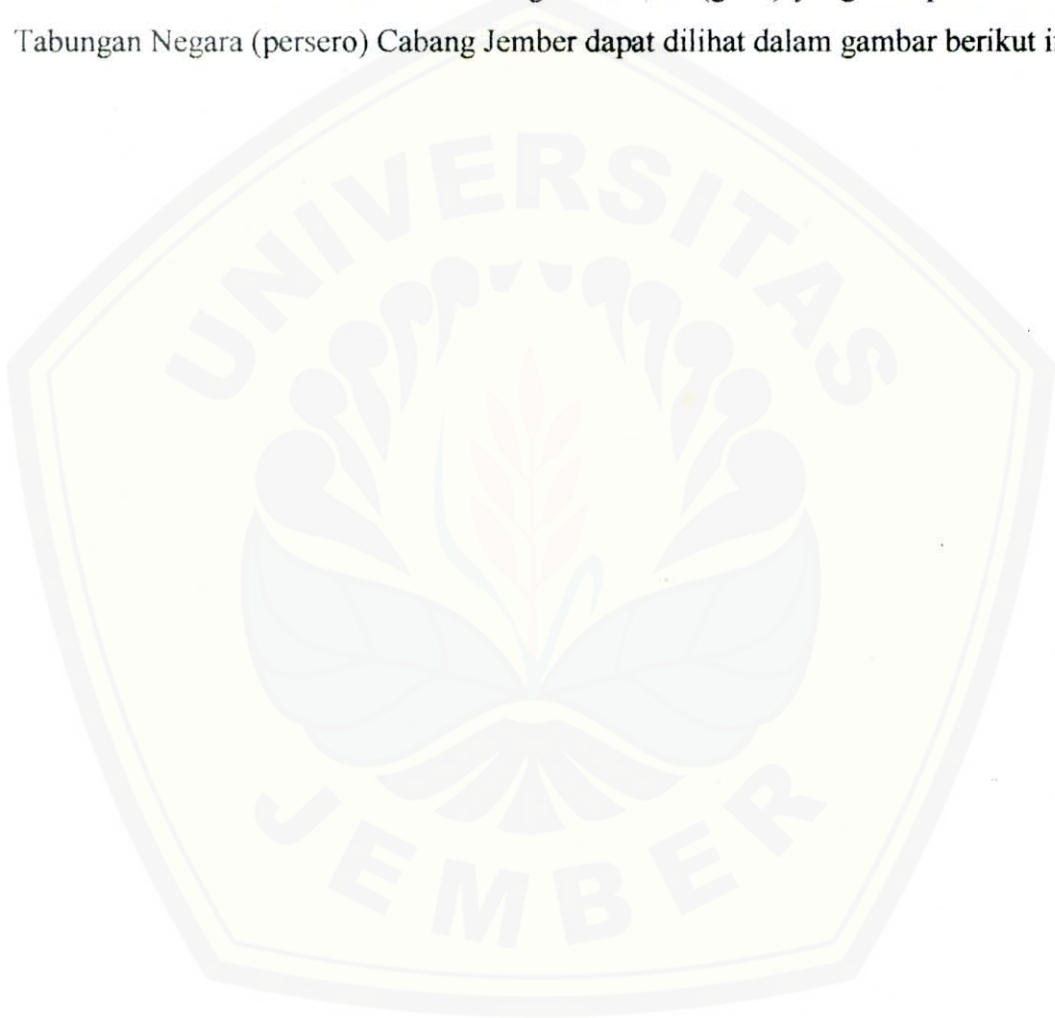 Tabungan Negara (persero) Cabang Jember dapat dilihat dalam gambar berikut
UNIVERSITAS
JEMBER